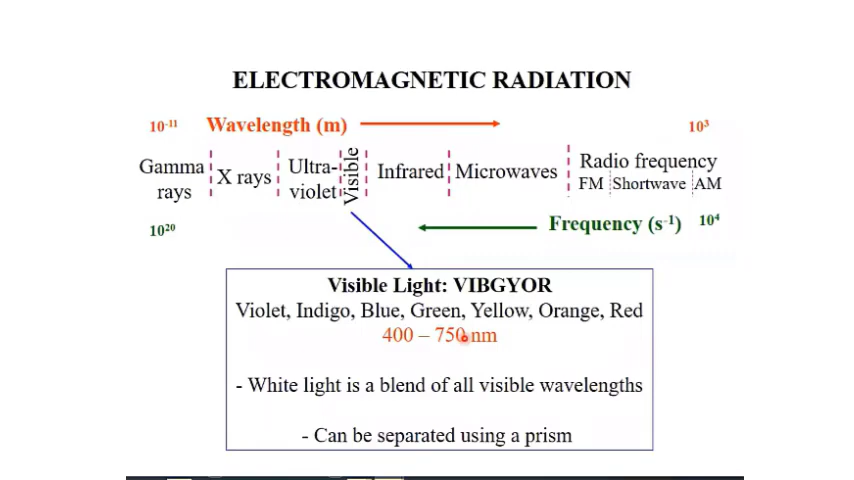 ELECTROMAGNETIC RADIATION
10⁻¹¹ Wavelength (m) 10³
Gamma rays X rays Ultra-violet Visible Infrared Microwaves Radio frequency
FM Shortwave AM
10²⁰ Frequency (s⁻¹) 10⁴
Visible Light: VIBGYOR
Violet, Indigo, Blue, Green, Yellow, Orange, Red
400 – 750 nm
- White light is a blend of all visible wavelengths
- Can be separated using a prism